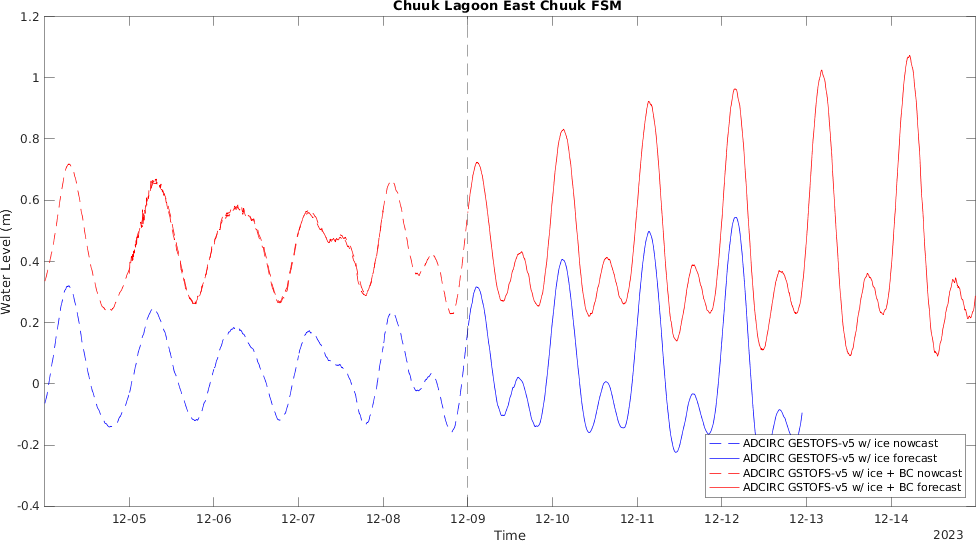 Chuuk Lagoon East Chuuk FSM
1.2
1
0.8
0.6
0.4
0.2
0
-0.2
-0.4
Water Level (m)
ADCIRC GESTOFS-v5 w/ ice nowcast
ADCIRC GESTOFS-v5 w/ ice forecast
ADCIRC GSTOFS-v5 w/ ice + BC nowcast
ADCIRC GSTOFS-v5 w/ ice + BC forecast
12-05 12-06 12-07 12-08 12-09 12-10 12-11 12-12 12-13 12-14
Time
2023